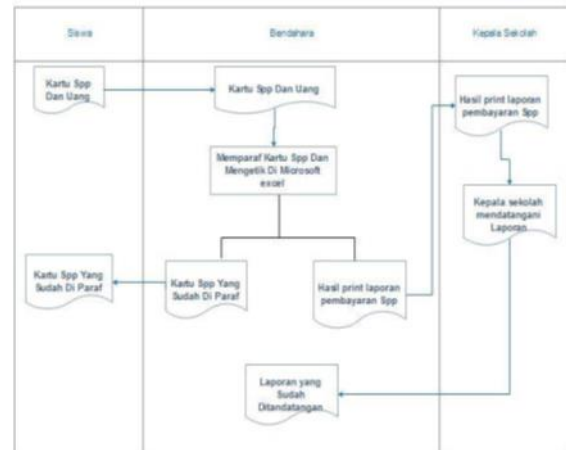 Siswa
Bendahara
Kepala Sekolah
Kartu Spp
Dan Uang
Kartu Spp Dan Uang
Hasil print laporan
pembayaran Spp
Memparaf Kartu Spp Dan
Mengetik Di Microsoft
excel
Kepala sekolah
mendatangani
Laporan
Kartu Spp Yang
Sudah Di Paraf
Kartu Spp Yang
Sudah Di Paraf
Hasil print laporan
pembayaran Spp
Laporan yang
Sudah
Ditandatangan